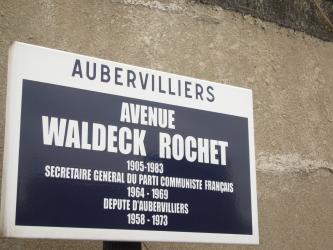 AUBERVILLIERS
AVENUE
WALDECK ROCHET
1905-1983
SECRETAIRE GENERAL DU PARTI COMMUNISTE FRANÇAIS
1964 - 1969
DEPUTE D'AUBERVILLIERS
1958 - 1973